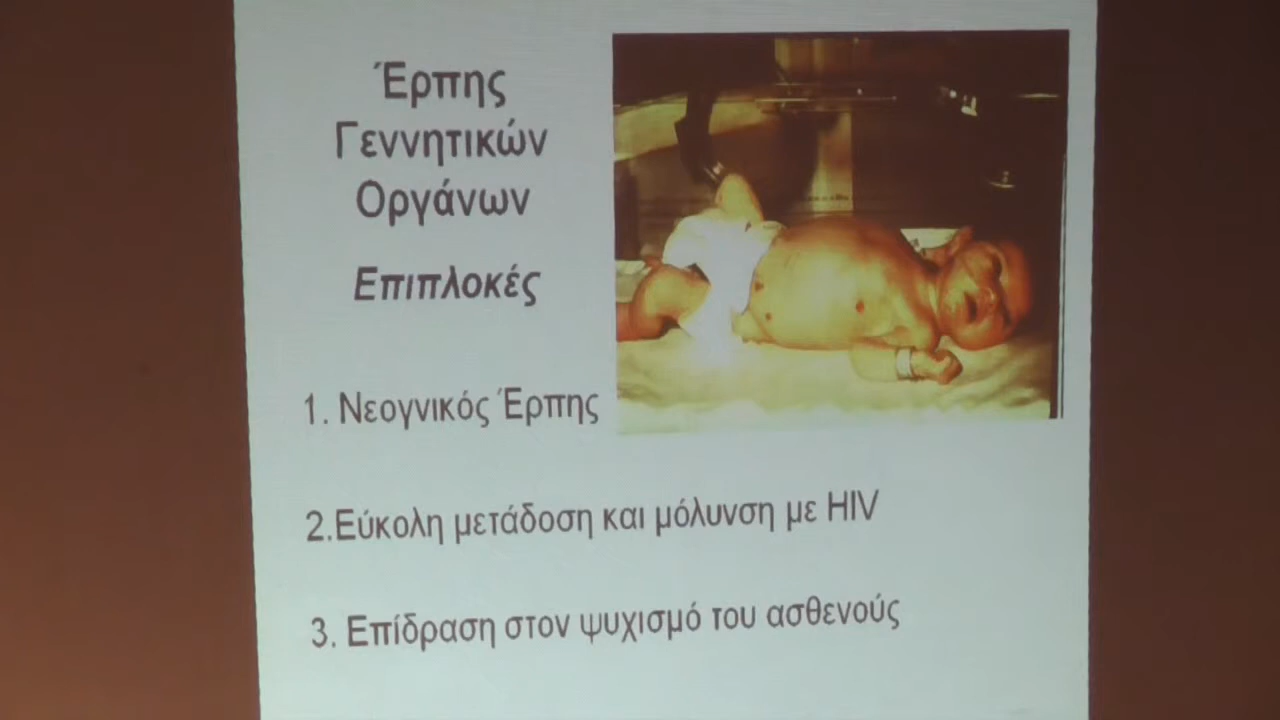 Έρπης
Γεννητικών
Οργάνων
Επιπλοκές
1. Νεογνικός Έρπης
2.Εύκολη μετάδοση και μόλυνση με HIV
3. Επίδραση στον ψυχισμό του ασθενούς